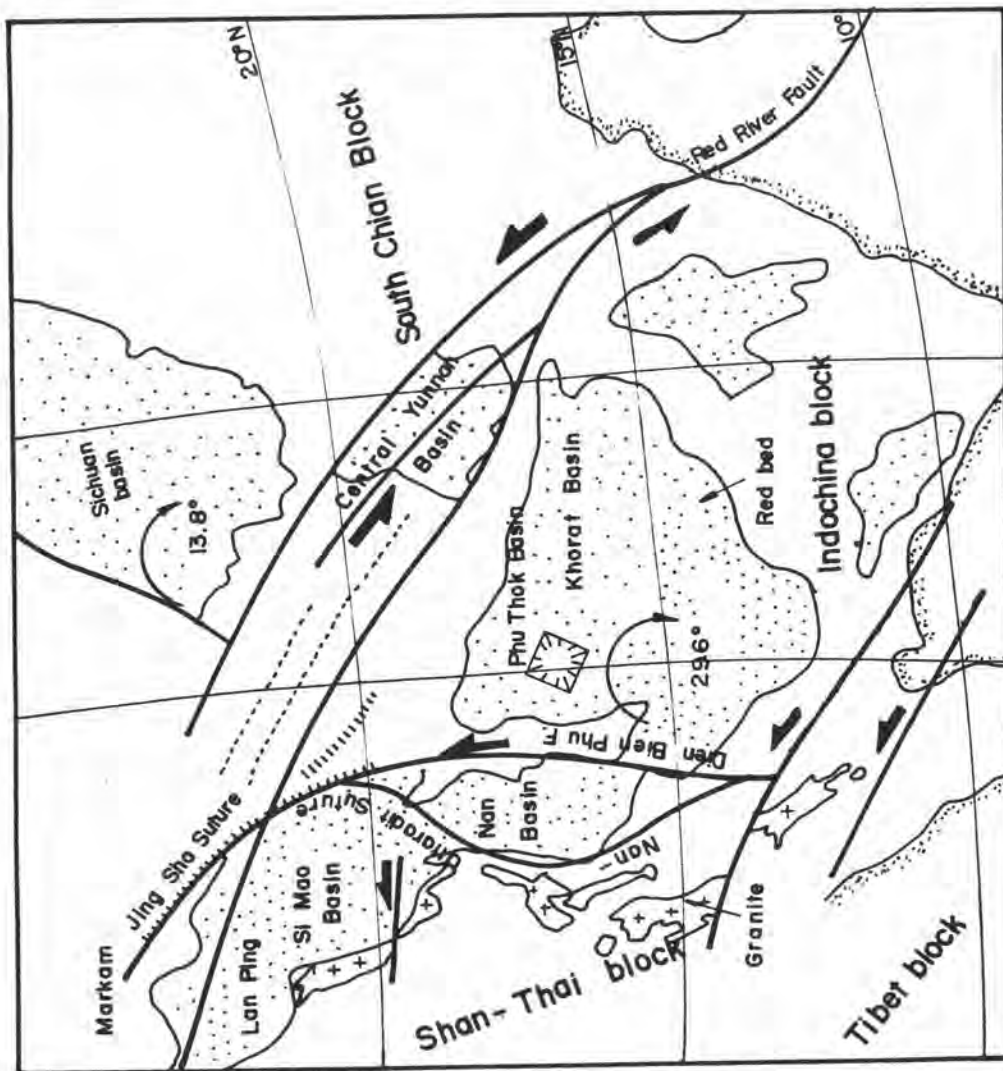 20°N
15°N
10°
South Chian Block
Red River Fault
Sichuan
basin
13.8°
Central Yunnan
Basin
Phu Thok Basin
Khorat Basin
Red bed
Indochina block
29.6°
Dien Bien Phu F.
Markam
Jing Sha Suture
Suture
Nan
Basin
Nan-
Uttaradit
Lan Ping
Si Mao
Basin
Granite
Shan-Thai block
Tibet block